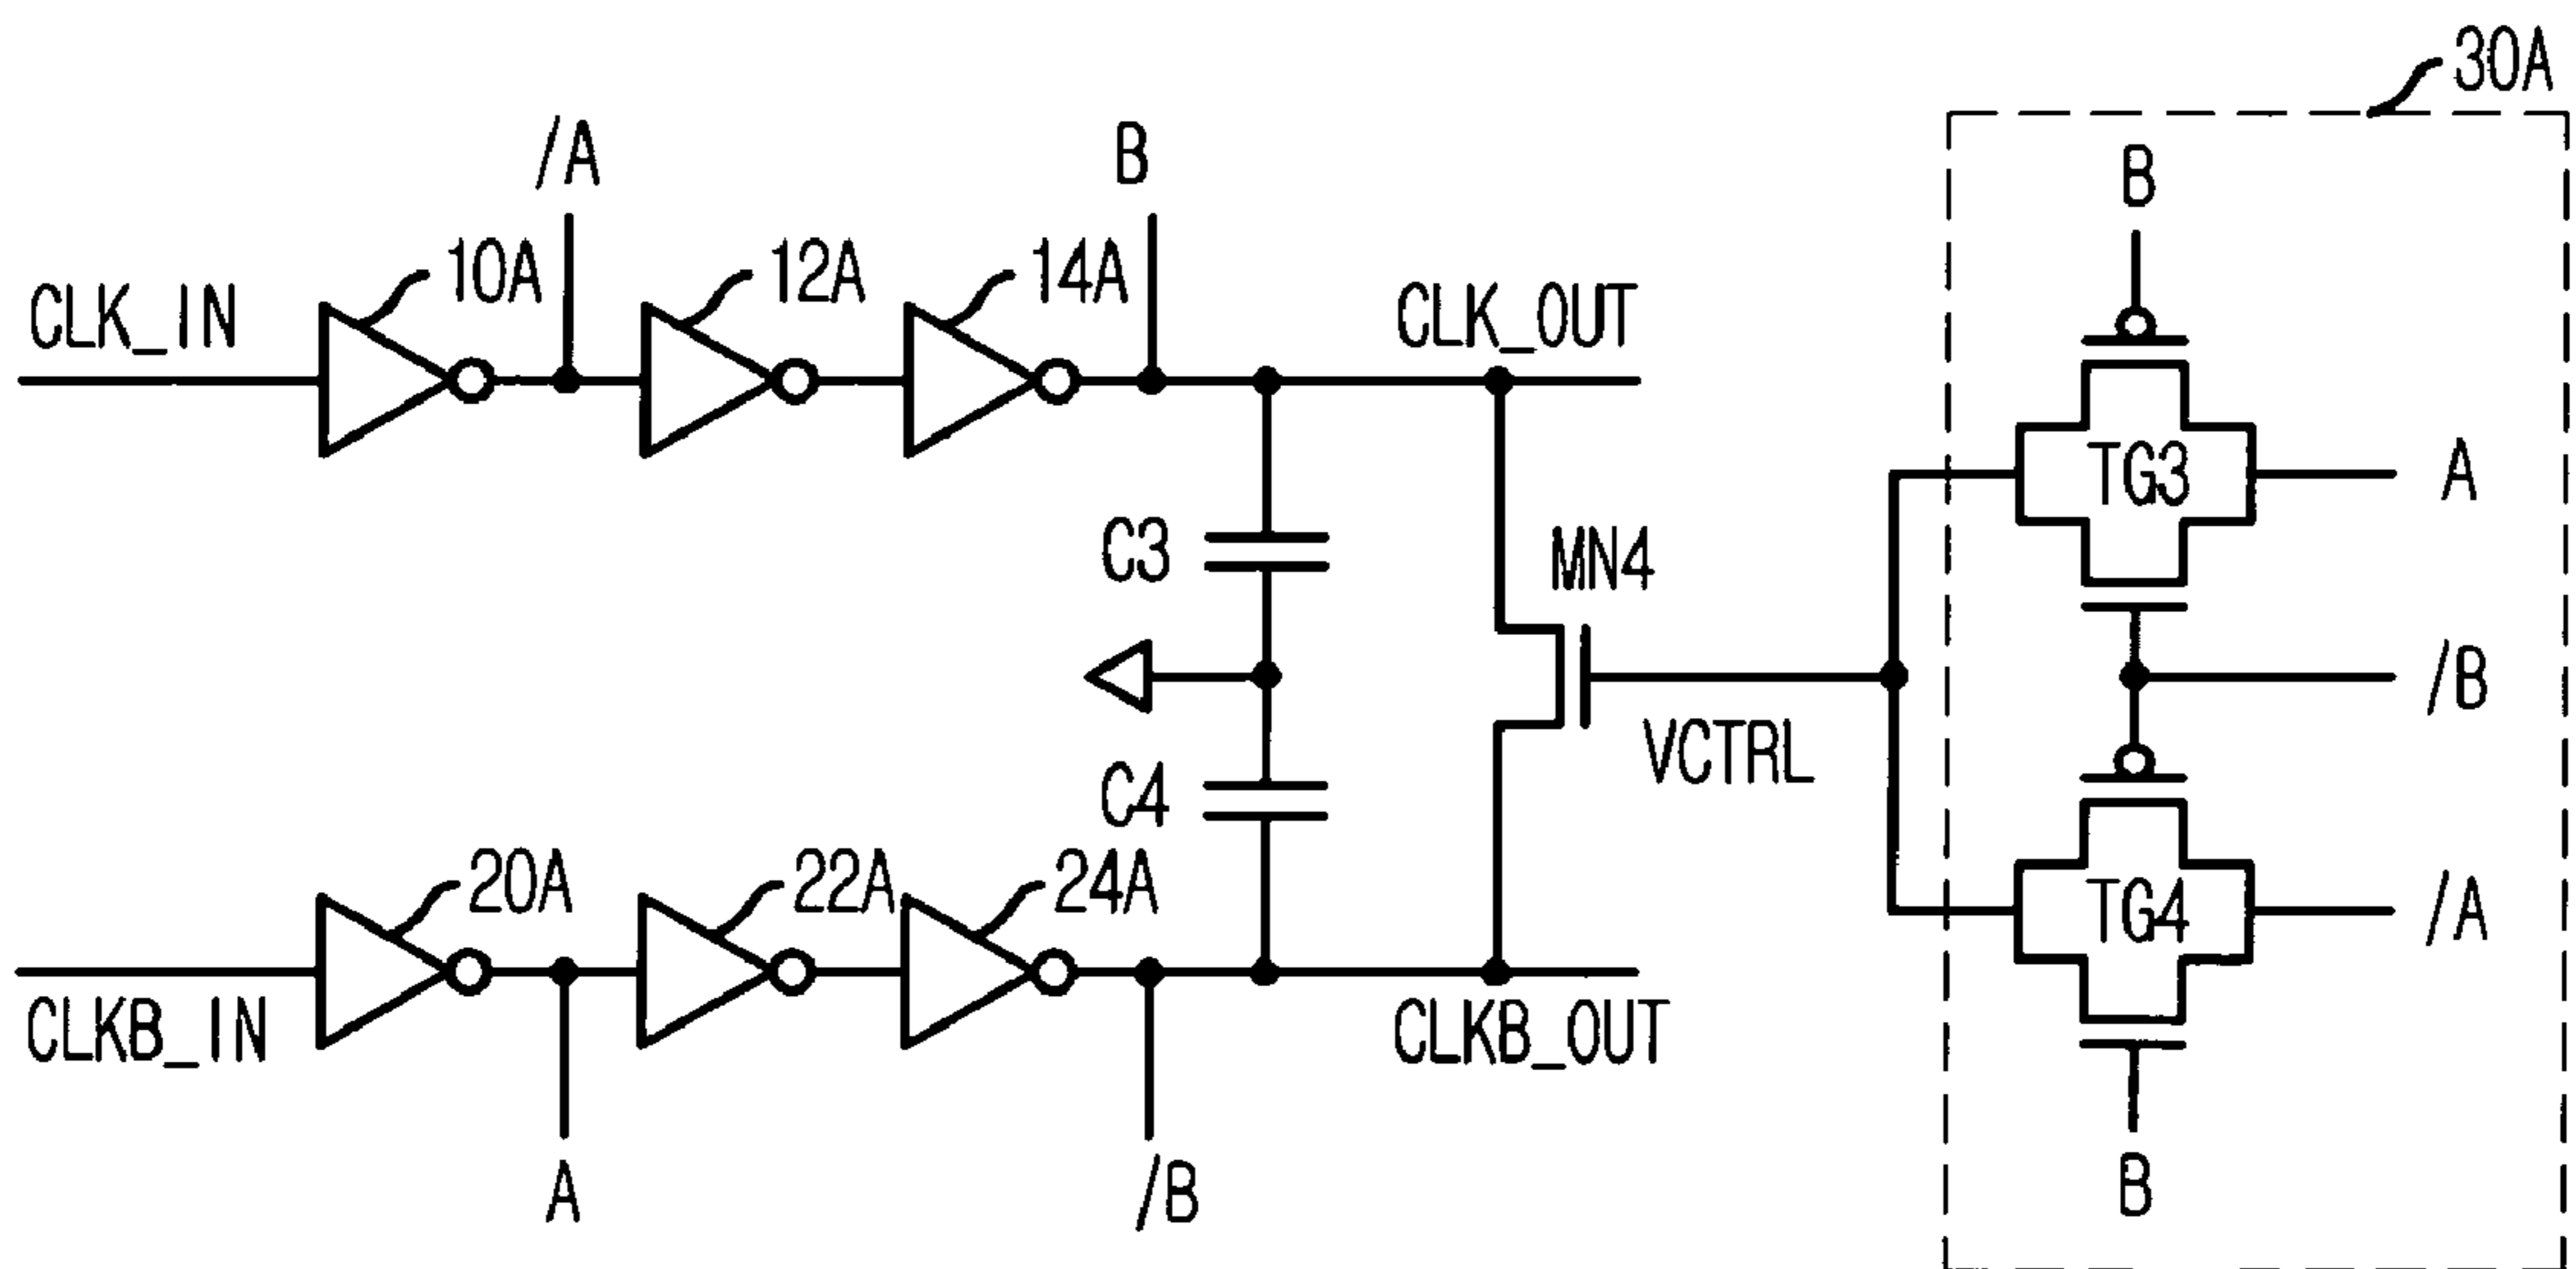 30A
/A
B
B
10A
12A
14A
CLK_IN
CLK_OUT
TG3
A
C3
MN4
/B
VCTRL
C4
20A
22A
24A
TG4
/A
CLKB_IN
CLKB_OUT
A
/B
B